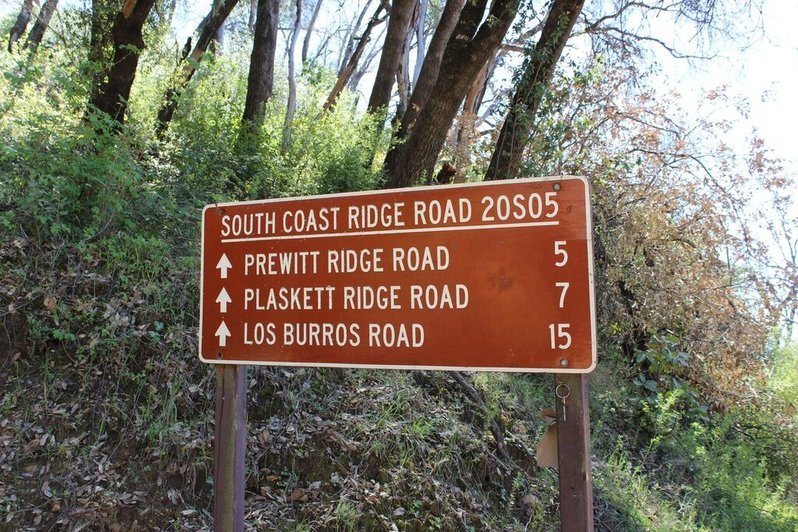 SOUTH COAST RIDGE ROAD 20S05
↑ PREWITT RIDGE ROAD 5
↑ PLASKETT RIDGE ROAD 7
↑ LOS BURROS ROAD 15